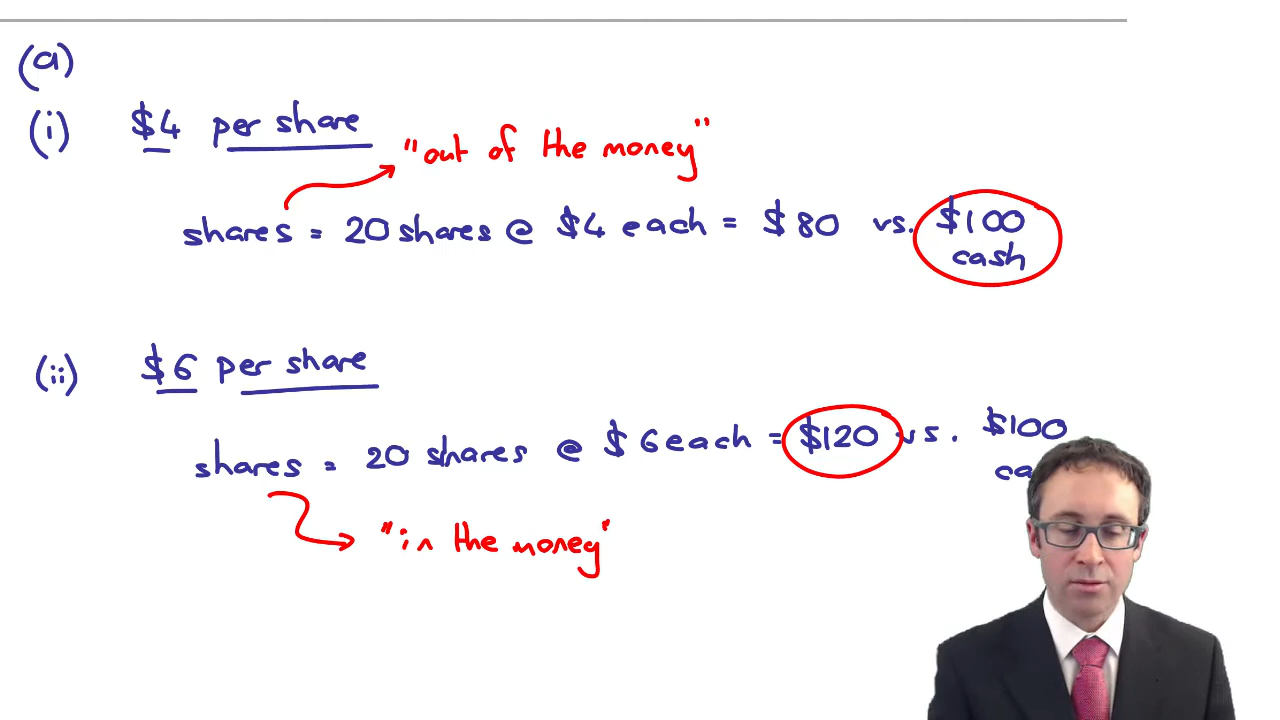 (a)
(i) $4 per share
"out of the money"
shares = 20 shares @ $4 each = $80 vs. $100
cash
(ii) $6 per share
shares = 20 shares @ $6 each = $120 vs. $100
"in the money"